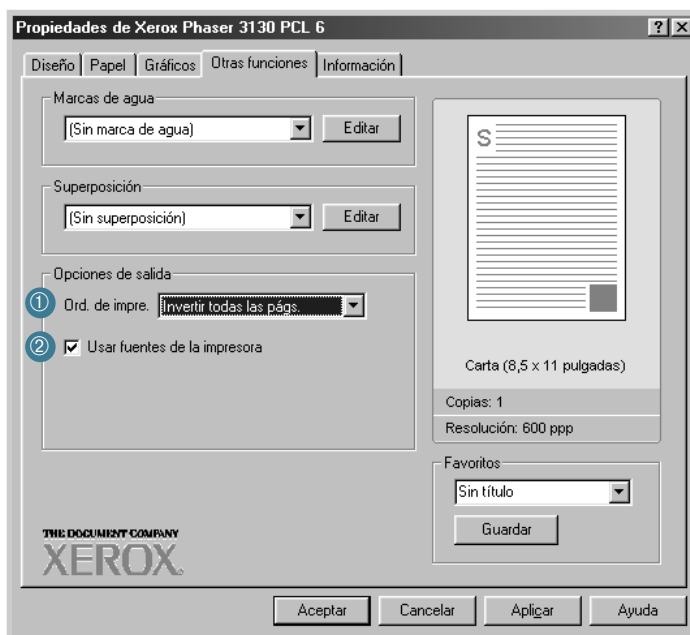 Propiedades de Xerox Phaser 3130 PCL 6
Diseño Papel Gráficos Otras funciones Información
Marcas de agua
(Sin marca de agua) Editar
Superposición
(Sin superposición) Editar
Opciones de salida
① Ord. de impre. Invertir todas las págs.
② Usar fuentes de la impresora
S
Carta (8,5 x 11 pulgadas)
Copias: 1
Resolución: 600 ppp
Favoritos
Sin título
Guardar
THE DOCUMENT COMPANY
XEROX.
Aceptar Cancelar Aplicar Ayuda